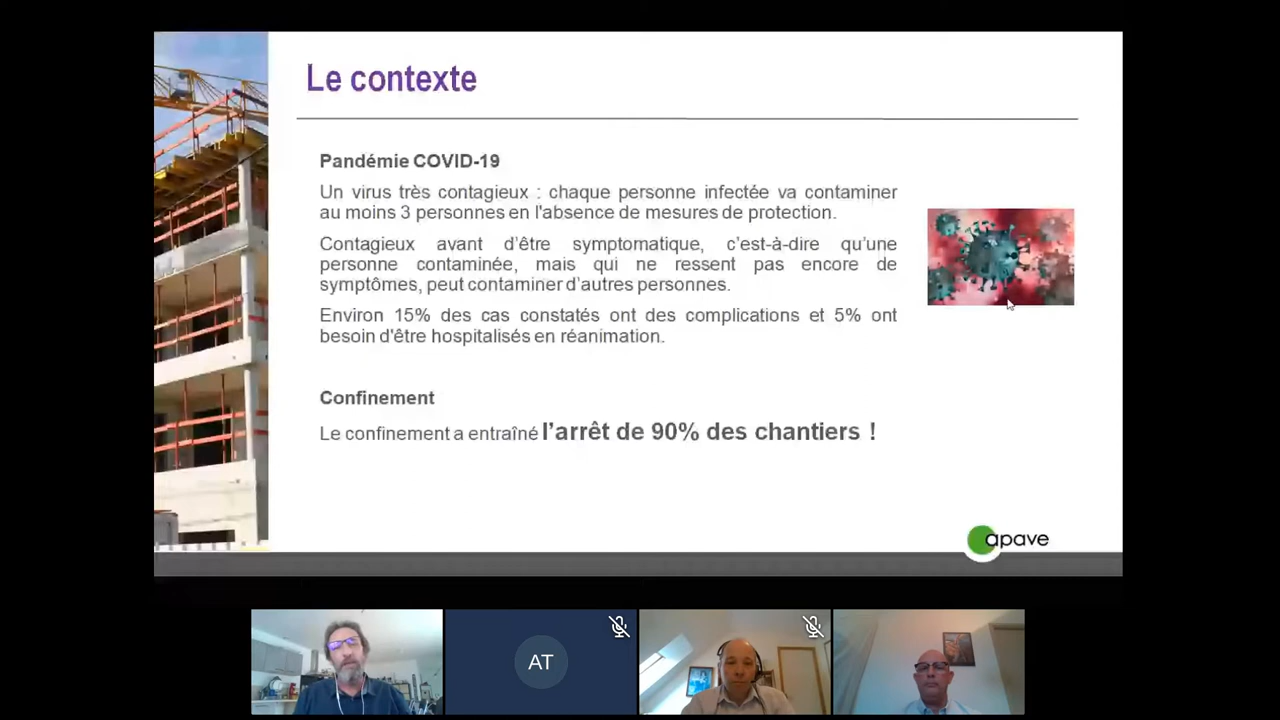 Le contexte
Pandémie COVID-19
Un virus très contagieux : chaque personne infectée va contaminer
au moins 3 personnes en l'absence de mesures de protection.
Contagieux avant d’être symptomatique, c’est-à-dire qu’une
personne contaminée, mais qui ne ressent pas encore de
symptômes, peut contaminer d’autres personnes.
Environ 15% des cas constatés ont des complications et 5% ont
besoin d'être hospitalisés en réanimation.
Confinement
Le confinement a entraîné l’arrêt de 90% des chantiers !
apave
AT